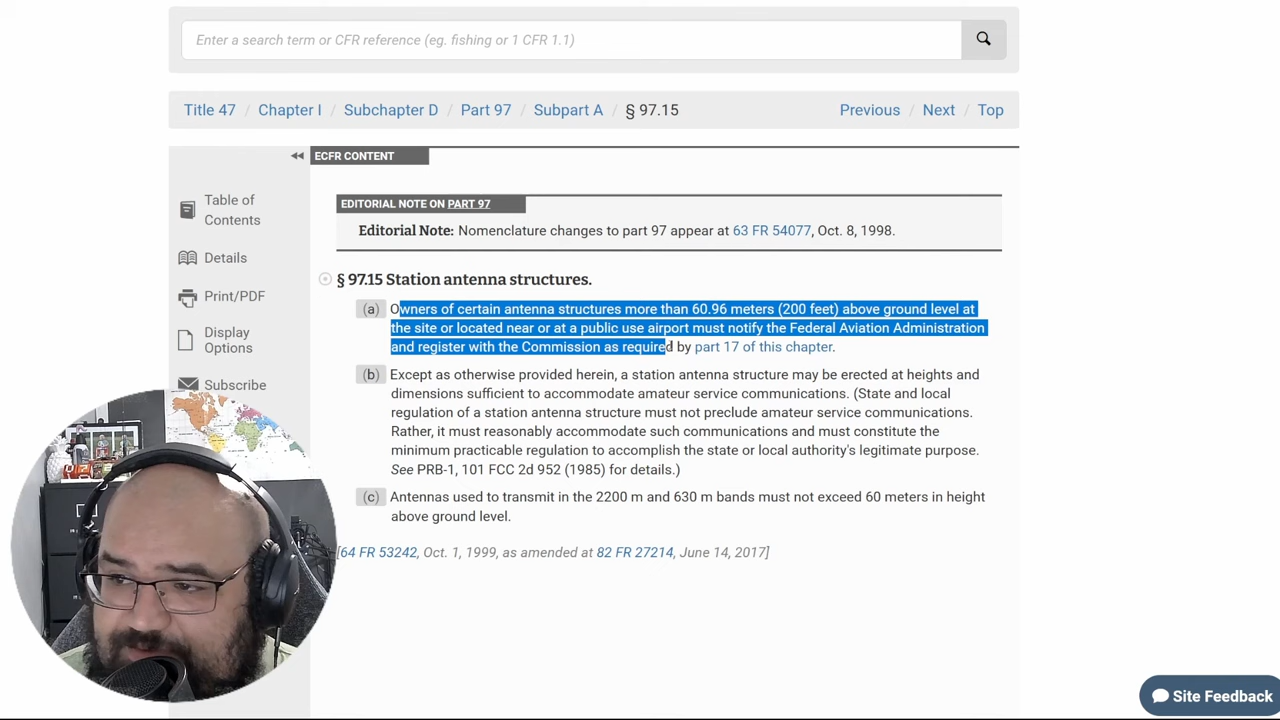 Enter a search term or CFR reference (eg. fishing or 1 CFR 1.1)
Title 47 / Chapter I / Subchapter D / Part 97 / Subpart A / § 97.15
Previous / Next / Top
ECFR CONTENT
Table of
Contents
Details
Print/PDF
Display
Options
Subscribe
EDITORIAL NOTE ON PART 97
Editorial Note: Nomenclature changes to part 97 appear at 63 FR 54077, Oct. 8, 1998.
§ 97.15 Station antenna structures.
(a) Owners of certain antenna structures more than 60.96 meters (200 feet) above ground level at
the site or located near or at a public use airport must notify the Federal Aviation Administration
and register with the Commission as required by part 17 of this chapter.
(b) Except as otherwise provided herein, a station antenna structure may be erected at heights and
dimensions sufficient to accommodate amateur service communications. (State and local
regulation of a station antenna structure must not preclude amateur service communications.
Rather, it must reasonably accommodate such communications and must constitute the
minimum practicable regulation to accomplish the state or local authority's legitimate purpose.
See PRB-1, 101 FCC 2d 952 (1985) for details.)
(c) Antennas used to transmit in the 2200 m and 630 m bands must not exceed 60 meters in height
above ground level.
[64 FR 53242, Oct. 1, 1999, as amended at 82 FR 27214, June 14, 2017]
Site Feedback